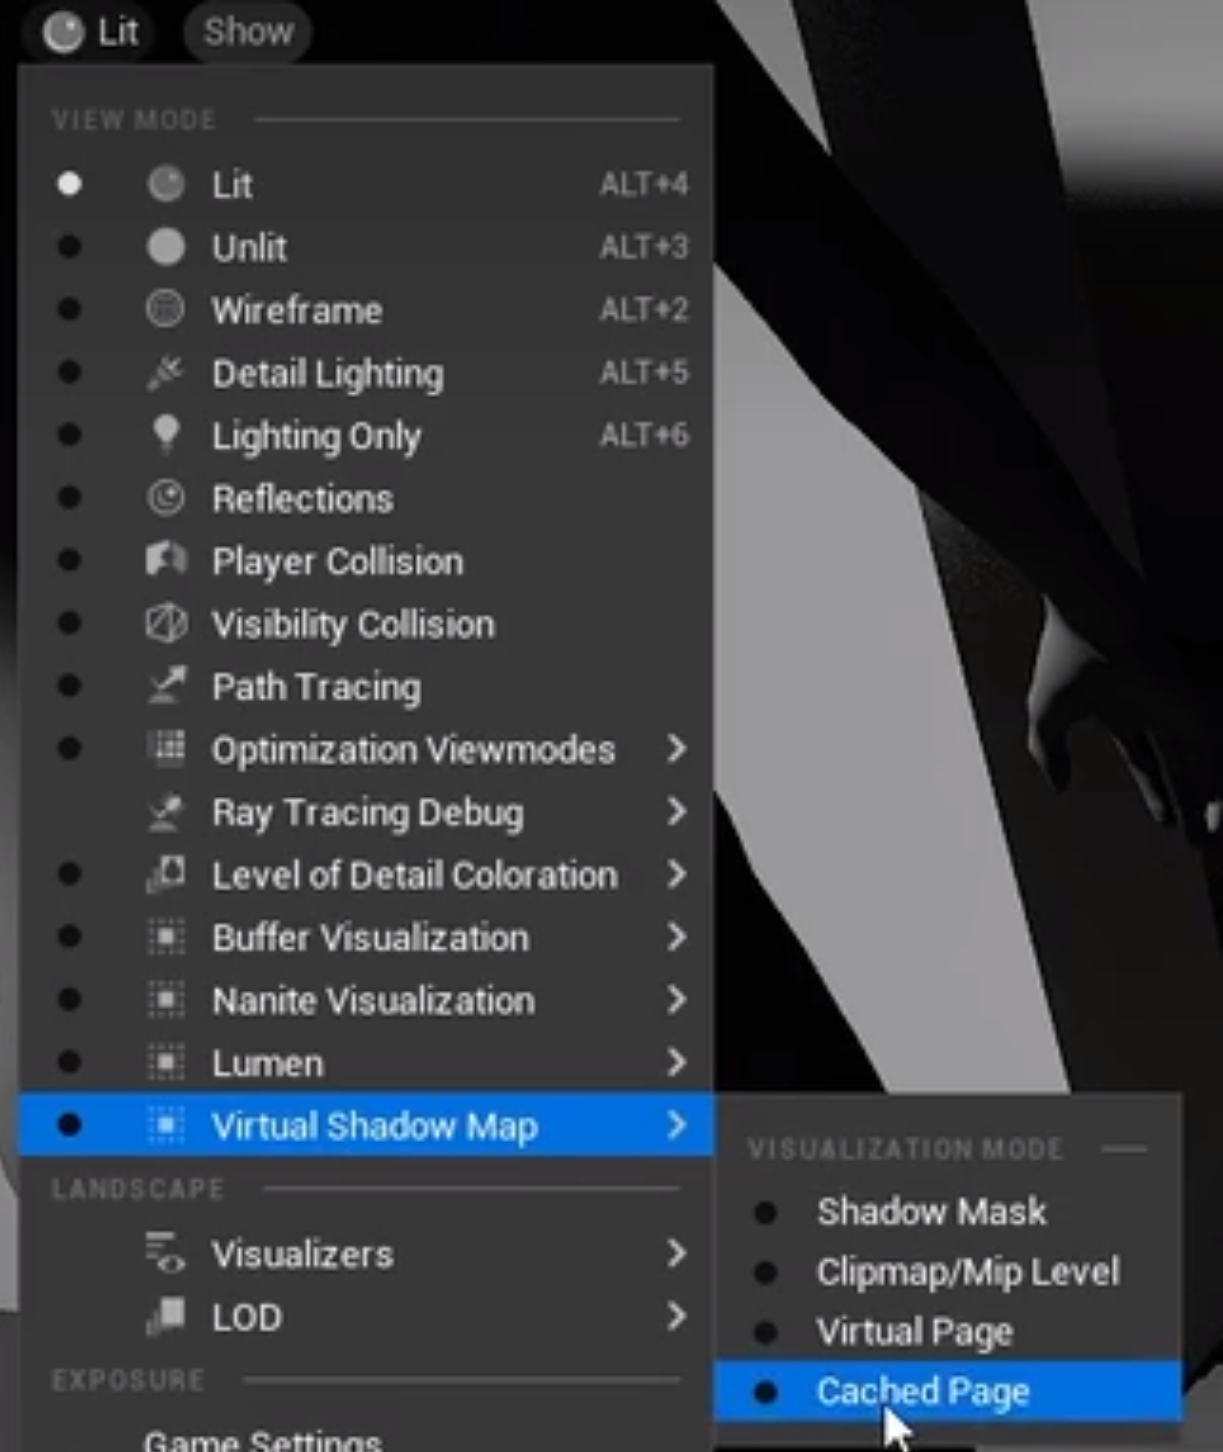 Lit Show
VIEW MODE
Lit ALT+4
Unlit ALT+3
Wireframe ALT+2
Detail Lighting ALT+5
Lighting Only ALT+6
Reflections
Player Collision
Visibility Collision
Path Tracing
Optimization Viewmodes
Ray Tracing Debug
Level of Detail Coloration
Buffer Visualization
Nanite Visualization
Lumen
Virtual Shadow Map
LANDSCAPE
Visualizers
LOD
EXPOSURE
Game Settings
VISUALIZATION MODE
Shadow Mask
Clipmap/Mip Level
Virtual Page
Cached Page